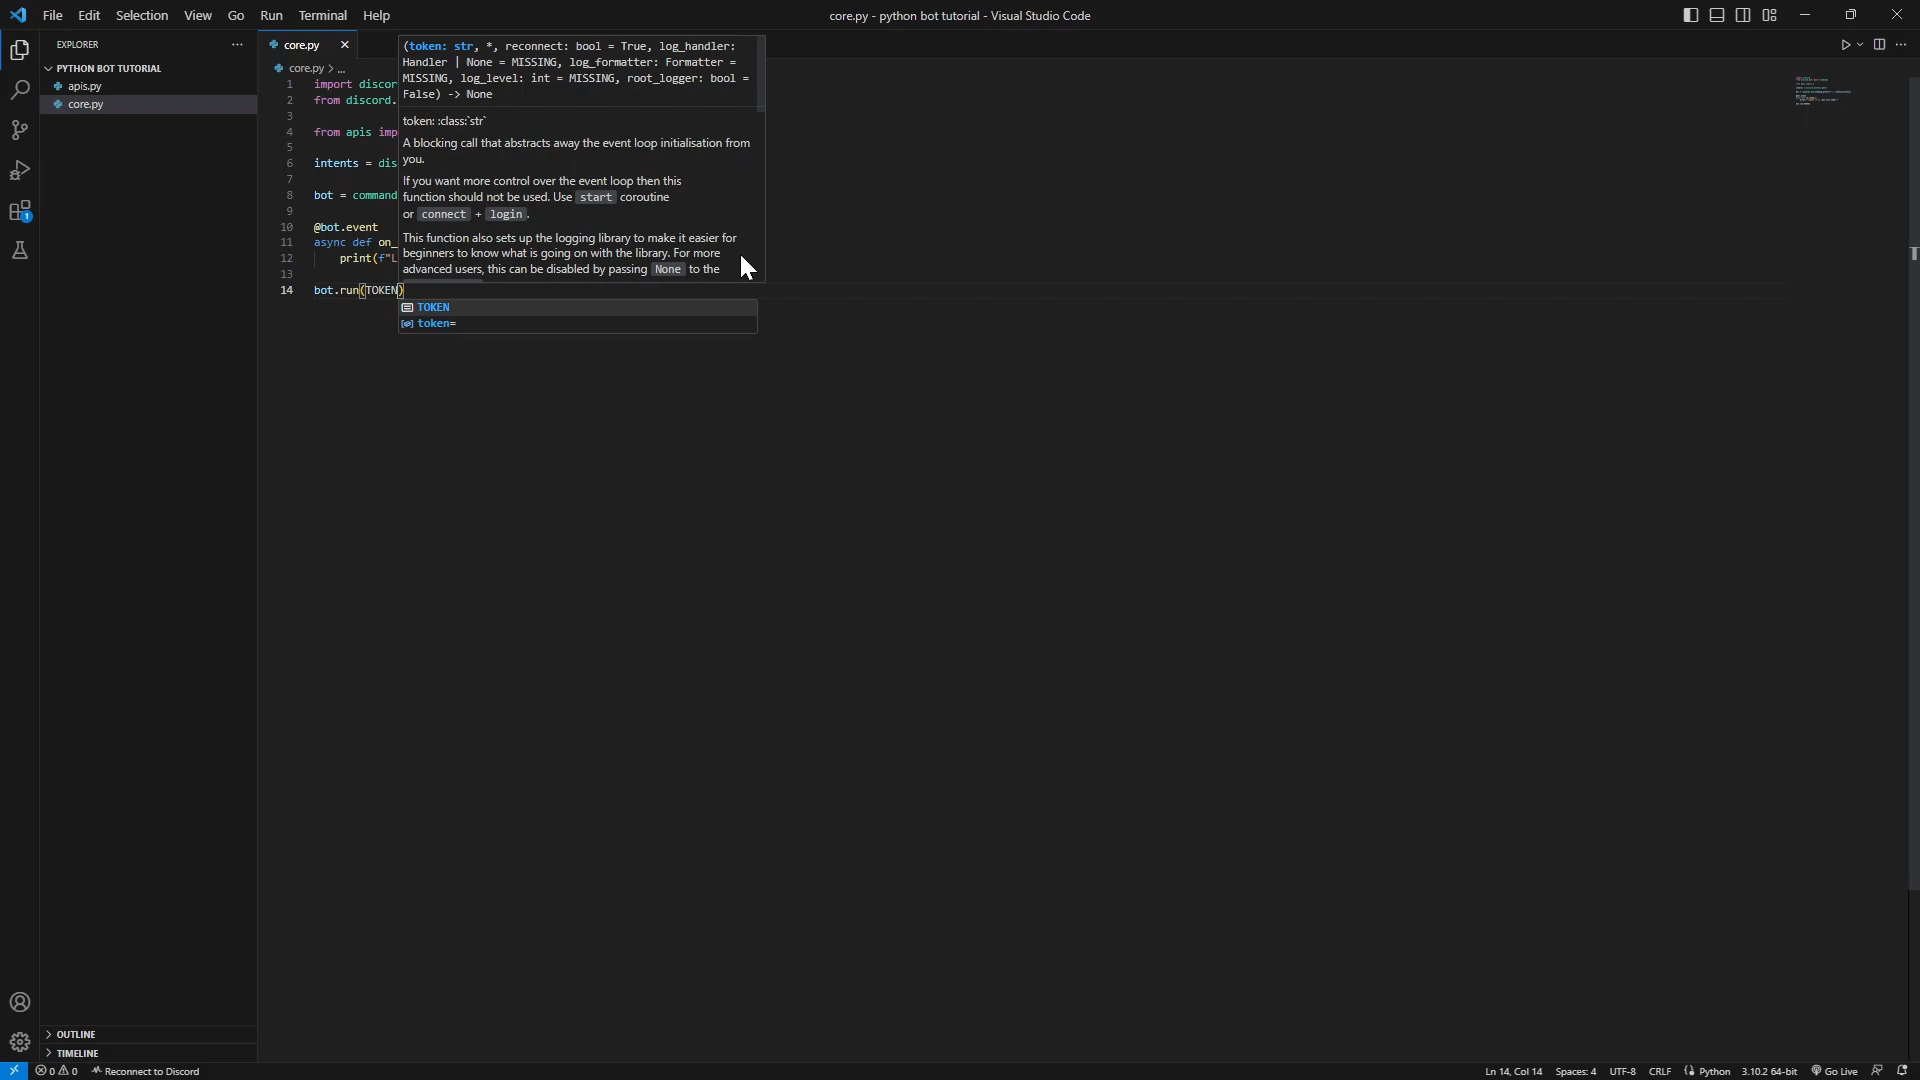 File Edit Selection View Go Run Terminal Help
core.py - python bot tutorial - Visual Studio Code
EXPLORER
PYTHON BOT TUTORIAL
apis.py
core.py
OUTLINE
TIMELINE
core.py
core.py > ...
1 import discor
2 from discord.
3
4 from apis imp
5
6 intents = dis
7
8 bot = command
9
10 @bot.event
11 async def on_
12 print(f"L
13
14 bot.run(TOKEN)
(token: str, *, reconnect: bool = True, log_handler:
Handler | None = MISSING, log_formatter: Formatter =
MISSING, log_level: int = MISSING, root_logger: bool =
False) -> None
token: :class:`str`
A blocking call that abstracts away the event loop initialisation from
you.
If you want more control over the event loop then this
function should not be used. Use start coroutine
or connect + login.
This function also sets up the logging library to make it easier for
beginners to know what is going on with the library. For more
advanced users, this can be disabled by passing None to the
TOKEN
token=
1
0 0 Reconnect to Discord
Ln 14, Col 14 Spaces: 4 UTF-8 CRLF Python 3.10.2 64-bit Go Live